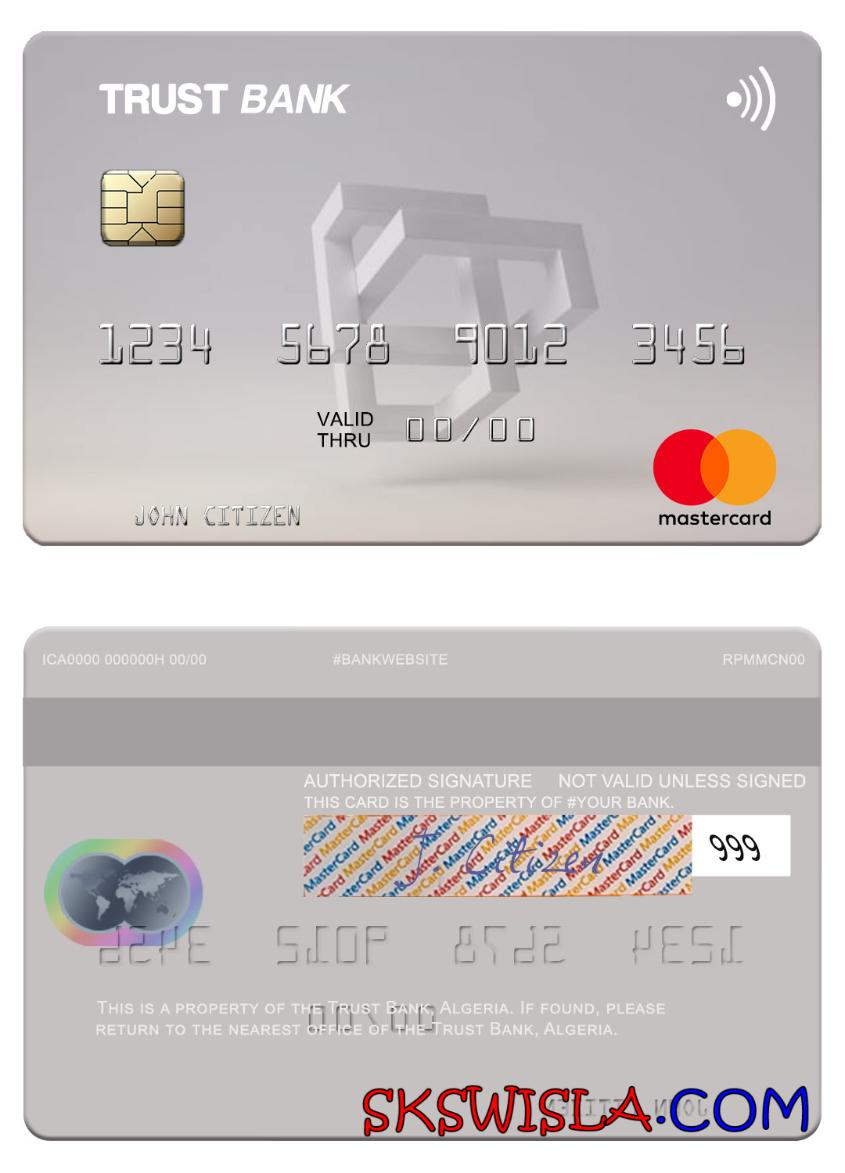 TRUST BANK
1234 5678 9012 3456
VALID
THRU 00/00
JOHN CITIZEN
mastercard
ICA0000 000000H 00/00 #BANKWEBSITE RPMMCN00
AUTHORIZED SIGNATURE NOT VALID UNLESS SIGNED
THIS CARD IS THE PROPERTY OF #YOUR BANK.
J. Citizen 999
THIS IS A PROPERTY OF THE TRUST BANK, ALGERIA. IF FOUND, PLEASE
RETURN TO THE NEAREST OFFICE OF THE TRUST BANK, ALGERIA.
SKSWISLA.COM